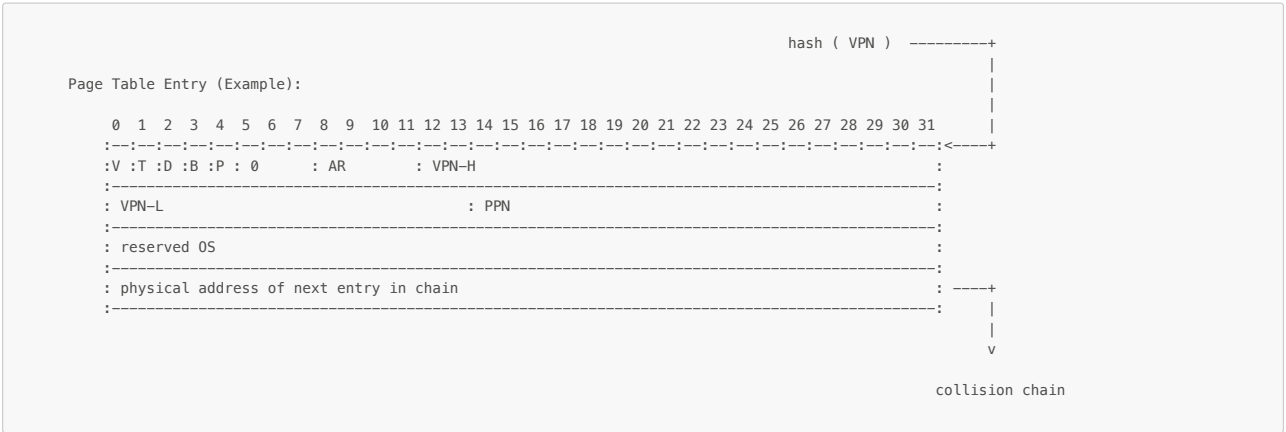 hash ( VPN ) ---------+
|
Page Table Entry (Example): |
|
0 1 2 3 4 5 6 7 8 9 10 11 12 13 14 15 16 17 18 19 20 21 22 23 24 25 26 27 28 29 30 31 |
:--:--:--:--:--:--:--:--:--:--:--:--:--:--:--:--:--:--:--:--:--:--:--:--:--:--:--:--:--:--:--:--:<----+
:V :T :D :B :P : 0 : AR : VPN-H :
:-----------------------------------------------------------------------------------------------:
: VPN-L : PPN :
:-----------------------------------------------------------------------------------------------:
: reserved OS :
:-----------------------------------------------------------------------------------------------:
: physical address of next entry in chain : ----+
:-----------------------------------------------------------------------------------------------: |
|
v
collision chain